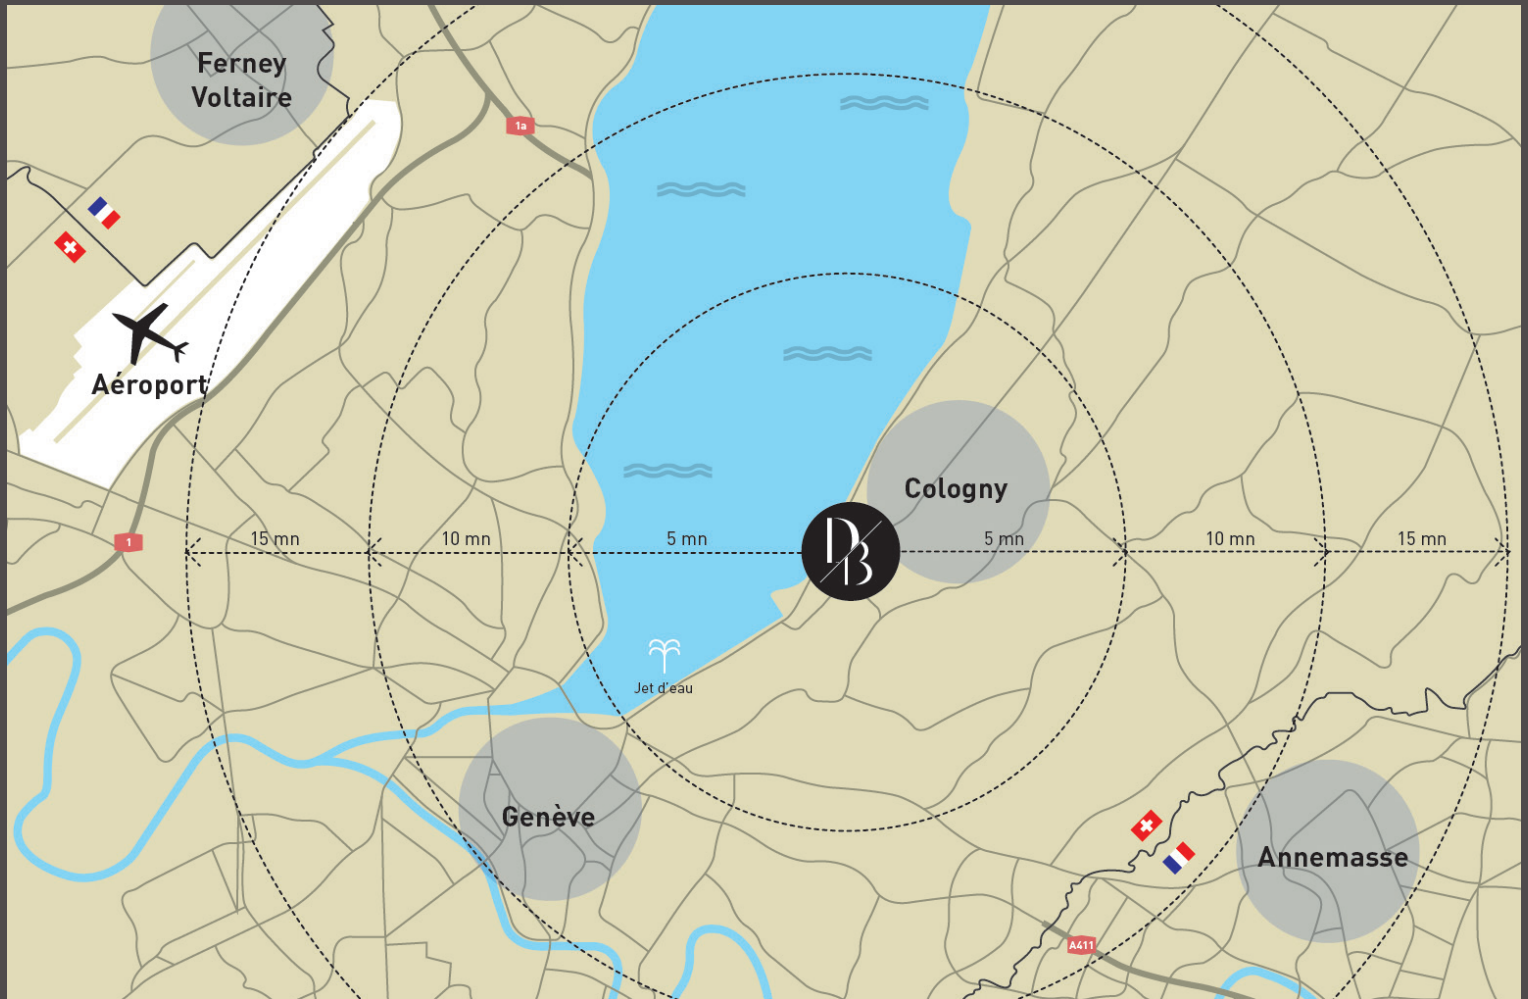 Ferney
Voltaire
1a
Aéroport
Cologny
1
15 mn
10 mn
5 mn
DB
5 mn
10 mn
15 mn
Jet d'eau
Genève
Annemasse
A411